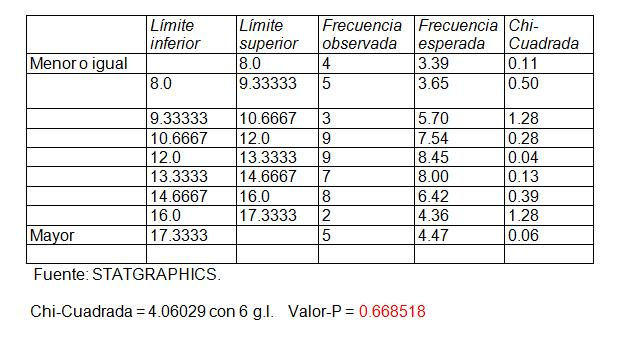 Límite inferior Límite superior Frecuencia observada Frecuencia esperada Chi-Cuadrada
Menor o igual 8.0 4 3.39 0.11
8.0 9.33333 5 3.65 0.50
9.33333 10.6667 3 5.70 1.28
10.6667 12.0 9 7.54 0.28
12.0 13.3333 9 8.45 0.04
13.3333 14.6667 7 8.00 0.13
14.6667 16.0 8 6.42 0.39
16.0 17.3333 2 4.36 1.28
Mayor 17.3333 5 4.47 0.06
Fuente: STATGRAPHICS.
Chi-Cuadrada = 4.06029 con 6 g.l. Valor-P = 0.668518